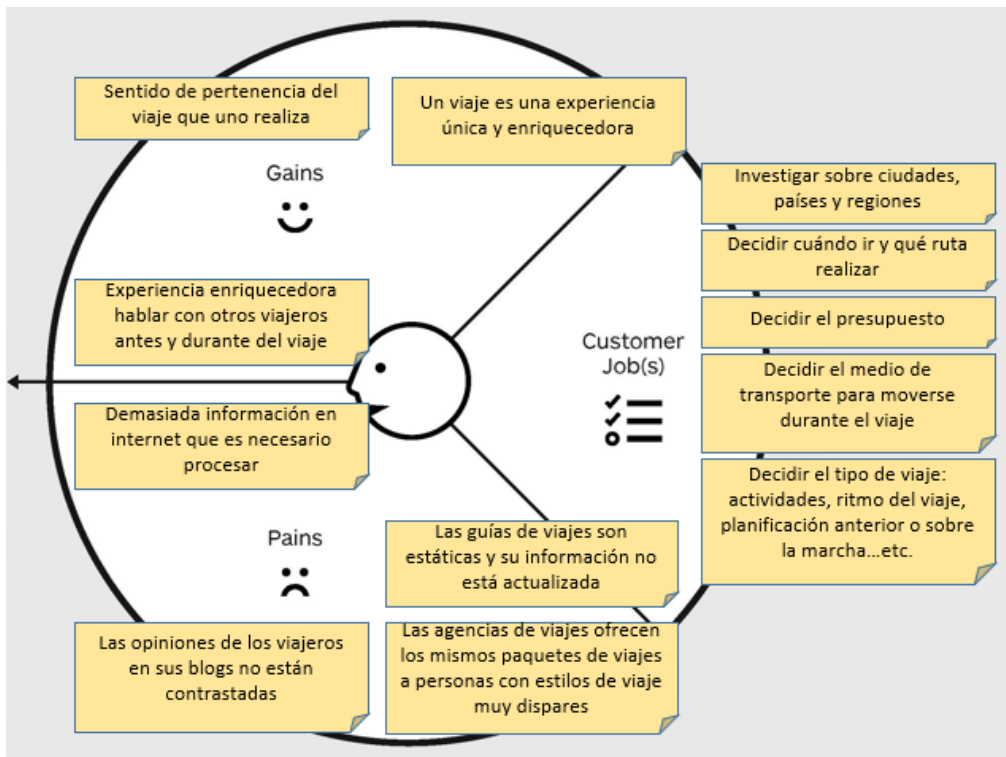 Sentido de pertenencia del
viaje que uno realiza
Un viaje es una experiencia
única y enriquecedora
Gains
Experiencia enriquecedora
hablar con otros viajeros
antes y durante del viaje
Investigar sobre ciudades,
países y regiones
Decidir cuándo ir y qué ruta
realizar
Decidir el presupuesto
Decidir el medio de
transporte para moverse
durante el viaje
Decidir el tipo de viaje:
actividades, ritmo del viaje,
planificación anterior o sobre
la marcha...etc.
Customer
Job(s)
Demasiada información en
internet que es necesario
procesar
Pains
Las guías de viajes son
estáticas y su información no
está actualizada
Las opiniones de los viajeros
en sus blogs no están
contrastadas
Las agencias de viajes ofrecen
los mismos paquetes de viajes
a personas con estilos de viaje
muy dispares